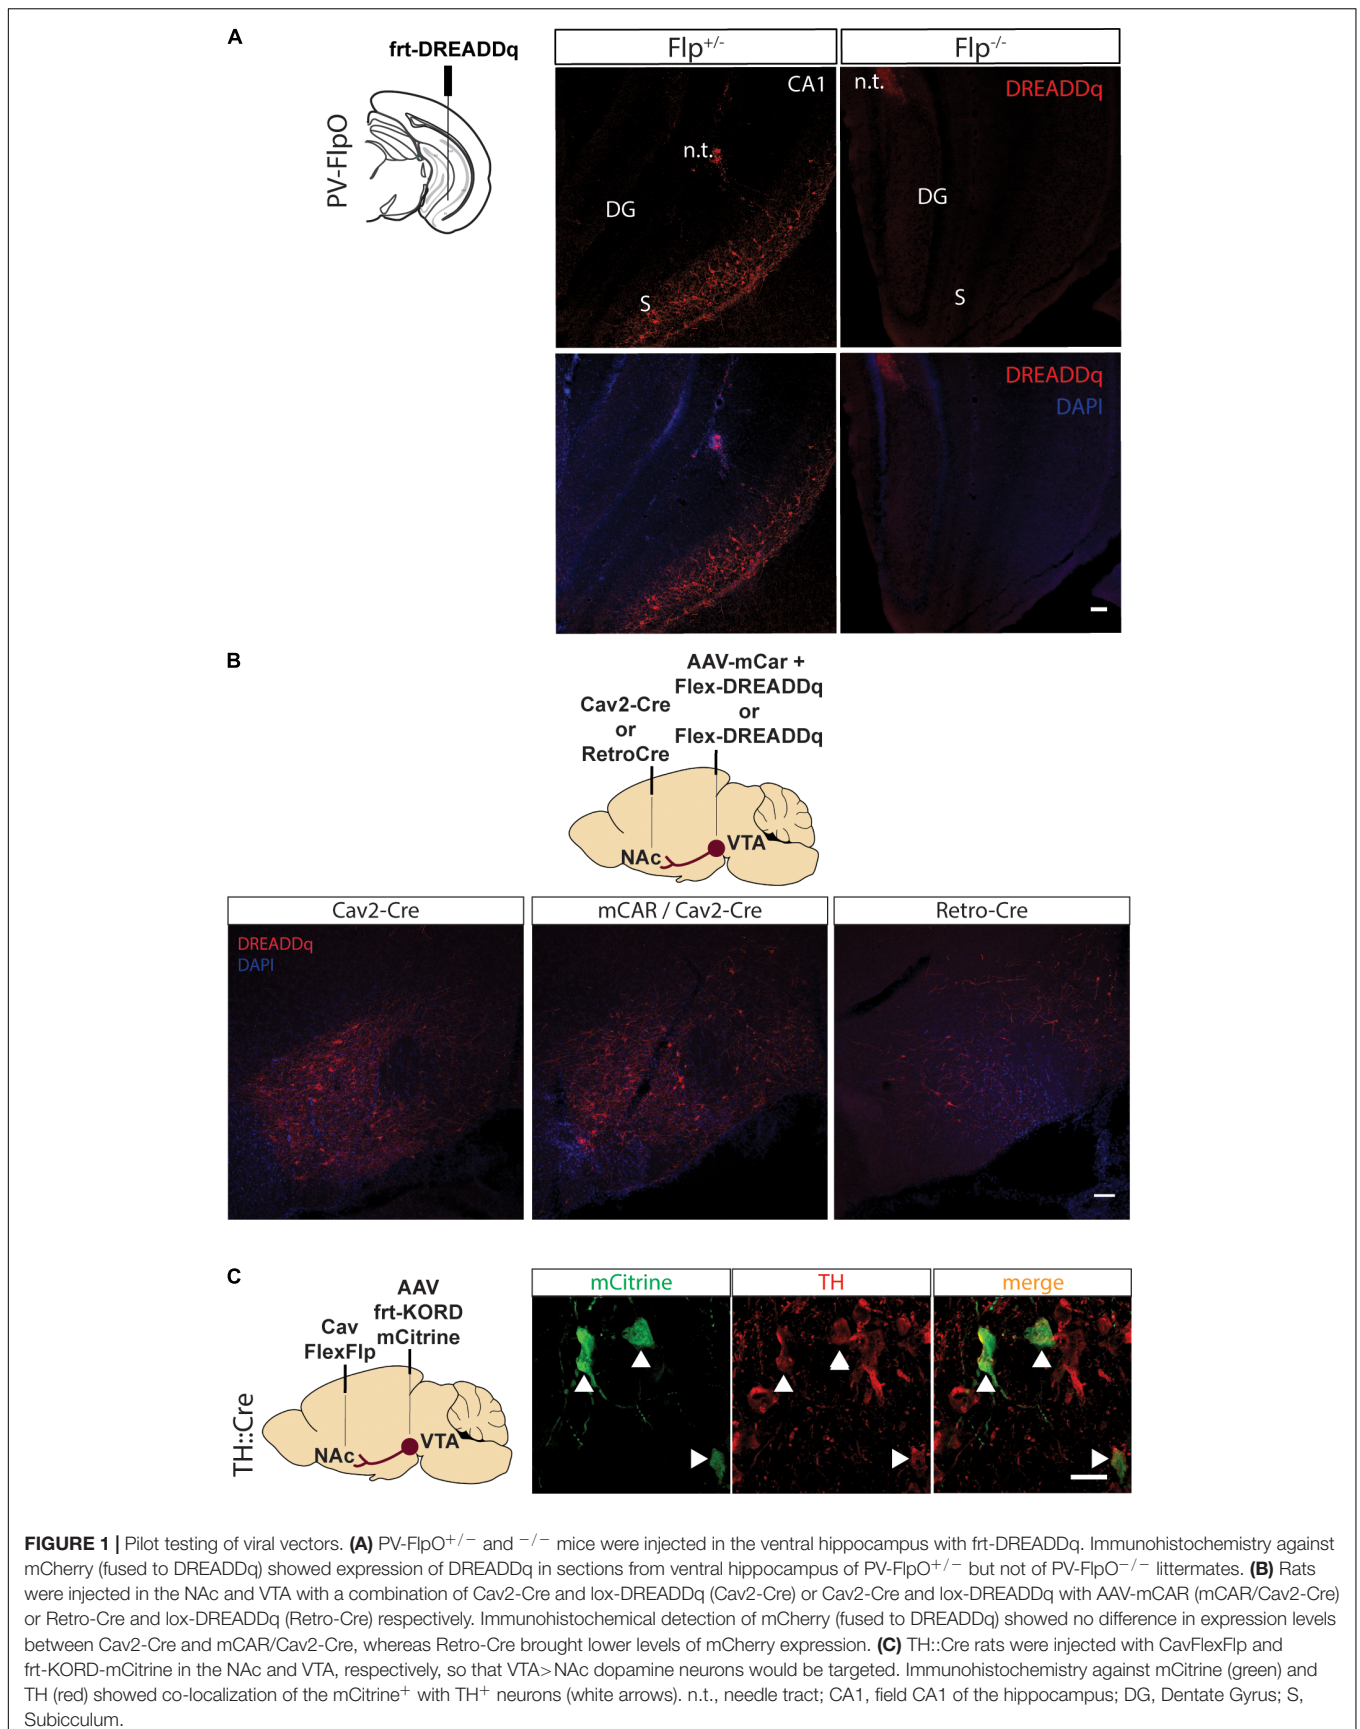 A
frt-DREADDq
PV-FlpO
Flp+/-
Flp-/-
CA1
n.t.
DG
S
n.t.
DREADDq
DG
S
DREADDq
DAPI
B
AAV-mCar +
Flex-DREADDq
or
Flex-DREADDq
Cav2-Cre
or
RetroCre
NAc
VTA
Cav2-Cre
mCAR / Cav2-Cre
Retro-Cre
DREADDq
DAPI
C
AAV
frt-KORD
mCitrine
Cav
FlexFlp
TH::Cre
NAc
VTA
mCitrine
TH
merge
FIGURE 1 | Pilot testing of viral vectors. (A) PV-FlpO+/− and −/− mice were injected in the ventral hippocampus with frt-DREADDq. Immunohistochemistry against
mCherry (fused to DREADDq) showed expression of DREADDq in sections from ventral hippocampus of PV-FlpO+/− but not of PV-FlpO−/− littermates. (B) Rats
were injected in the NAc and VTA with a combination of Cav2-Cre and lox-DREADDq (Cav2-Cre) or Cav2-Cre and lox-DREADDq with AAV-mCAR (mCAR/Cav2-Cre)
or Retro-Cre and lox-DREADDq (Retro-Cre) respectively. Immunohistochemical detection of mCherry (fused to DREADDq) showed no difference in expression levels
between Cav2-Cre and mCAR/Cav2-Cre, whereas Retro-Cre brought lower levels of mCherry expression. (C) TH::Cre rats were injected with CavFlexFlp and
frt-KORD-mCitrine in the NAc and VTA, respectively, so that VTA>NAc dopamine neurons would be targeted. Immunohistochemistry against mCitrine (green) and
TH (red) showed co-localization of the mCitrine+ with TH+ neurons (white arrows). n.t., needle tract; CA1, field CA1 of the hippocampus; DG, Dentate Gyrus; S,
Subicculum.